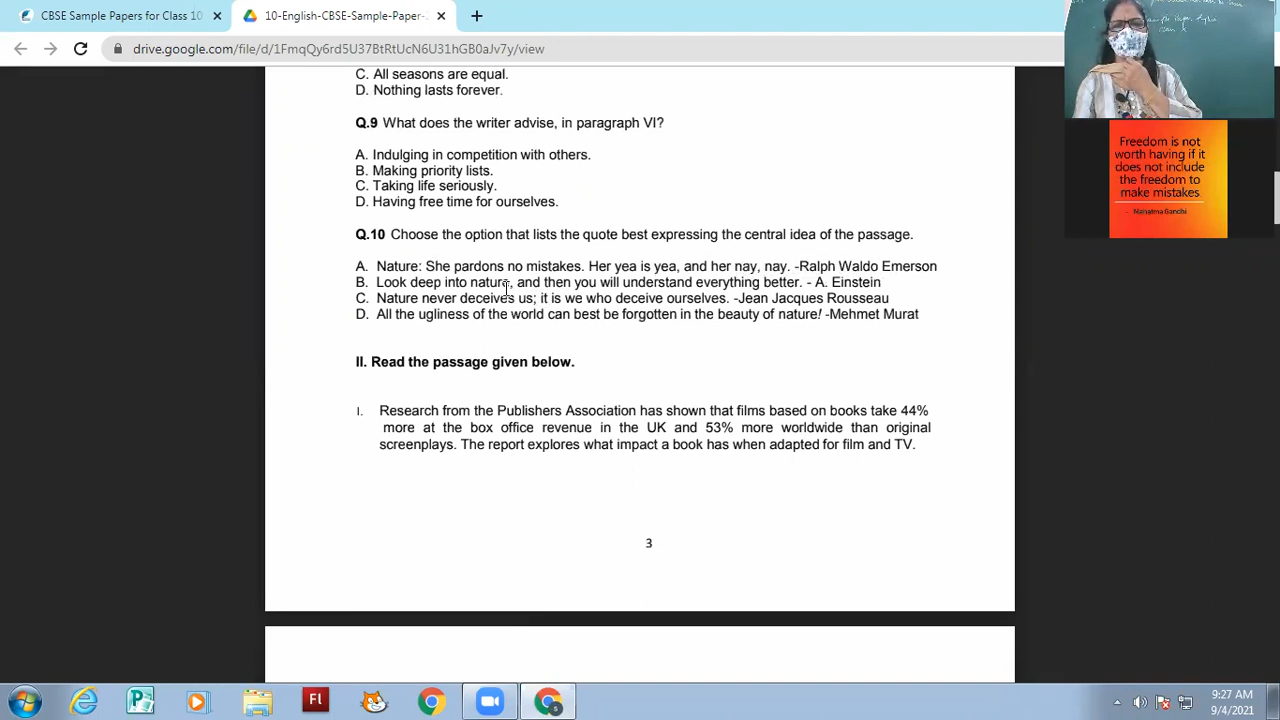 CBSE Sample Papers for Class 10
10-English-CBSE-Sample-Paper-
drive.google.com/file/d/1FmqQy6rd5U37BtRtUcN6U31hGB0aJv7y/view
C. All seasons are equal.
D. Nothing lasts forever.
Q.9 What does the writer advise, in paragraph VI?
A. Indulging in competition with others.
B. Making priority lists.
C. Taking life seriously.
D. Having free time for ourselves.
Q.10 Choose the option that lists the quote best expressing the central idea of the passage.
A. Nature: She pardons no mistakes. Her yea is yea, and her nay, nay. -Ralph Waldo Emerson
B. Look deep into nature, and then you will understand everything better. - A. Einstein
C. Nature never deceives us; it is we who deceive ourselves. -Jean Jacques Rousseau
D. All the ugliness of the world can best be forgotten in the beauty of nature! -Mehmet Murat
II. Read the passage given below.
I. Research from the Publishers Association has shown that films based on books take 44%
more at the box office revenue in the UK and 53% more worldwide than original
screenplays. The report explores what impact a book has when adapted for film and TV.
3
Freedom is not
worth having if it
does not include
the freedom to
make mistakes
- Mahatma Gandhi
Fl
9:27 AM
9/4/2021